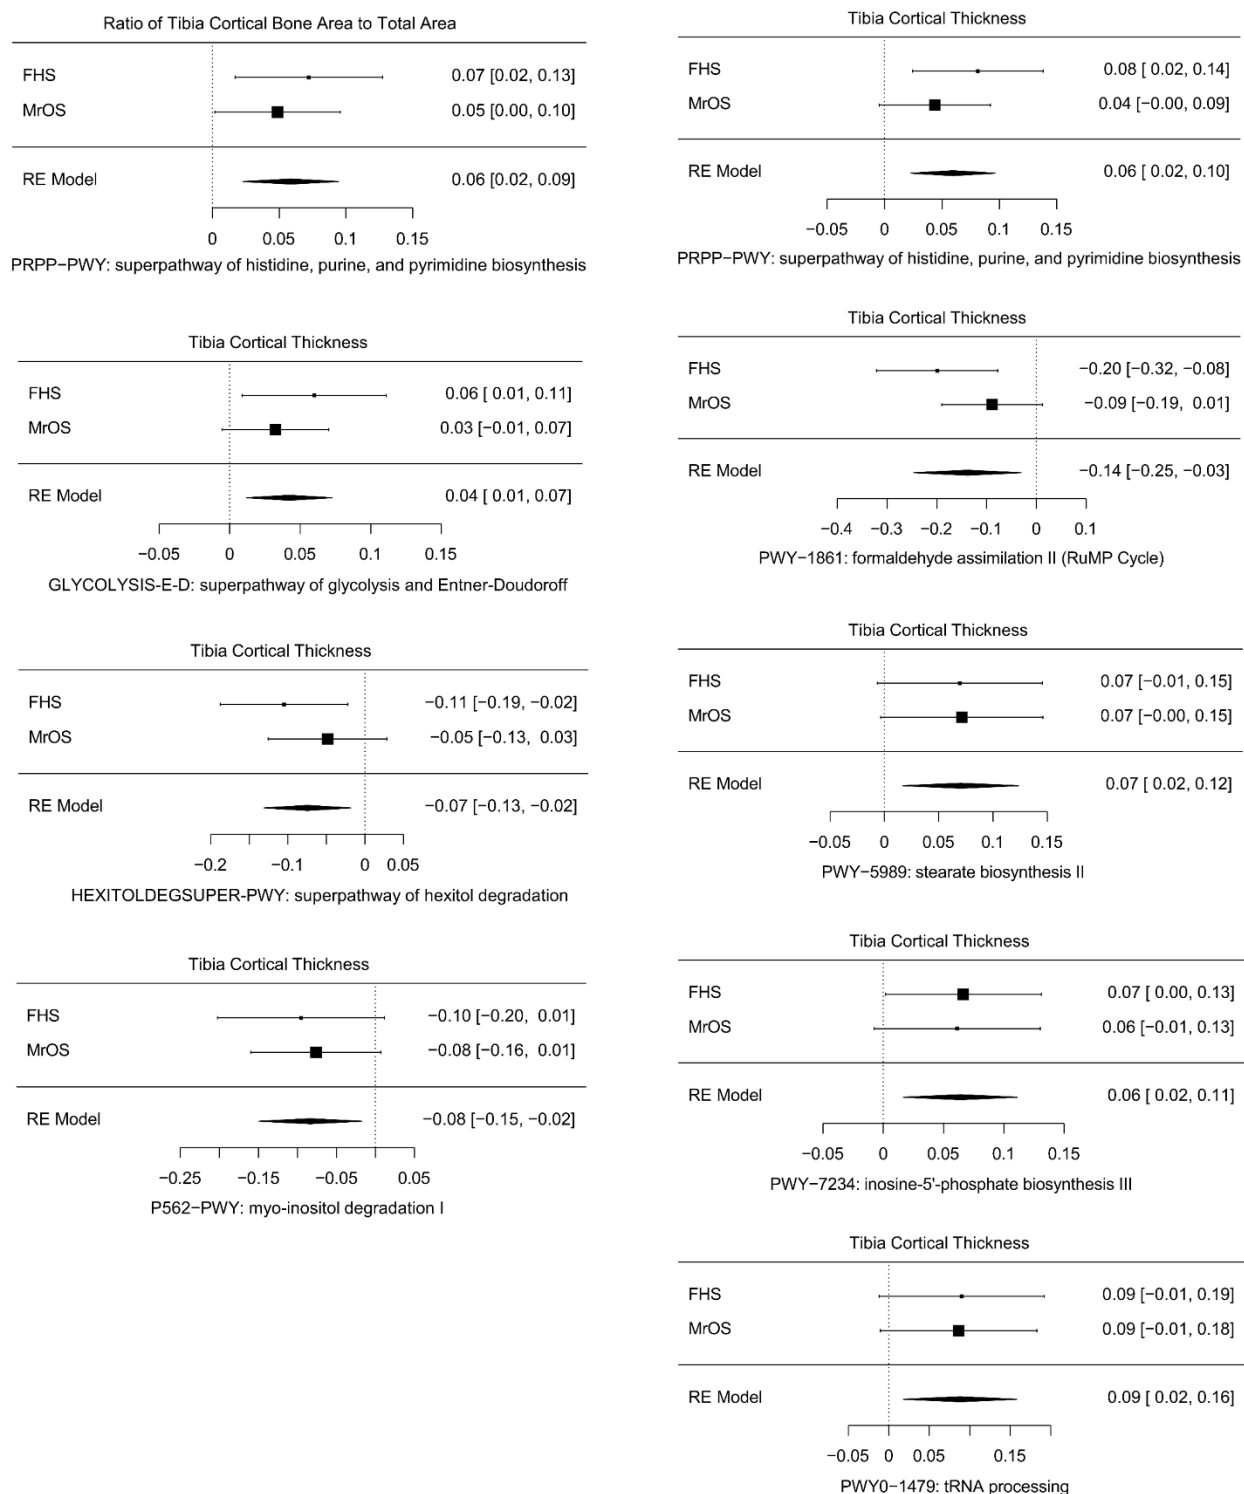 Ratio of Tibia Cortical Bone Area to Total Area
FHS 0.07 [0.02, 0.13]
MrOS 0.05 [0.00, 0.10]
RE Model 0.06 [0.02, 0.09]
0 0.05 0.1 0.15
PRPP−PWY: superpathway of histidine, purine, and pyrimidine biosynthesis
Tibia Cortical Thickness
FHS 0.06 [ 0.01, 0.11]
MrOS 0.03 [−0.01, 0.07]
RE Model 0.04 [ 0.01, 0.07]
−0.05 0 0.05 0.1 0.15
GLYCOLYSIS-E-D: superpathway of glycolysis and Entner-Doudoroff
Tibia Cortical Thickness
FHS −0.11 [−0.19, −0.02]
MrOS −0.05 [−0.13, 0.03]
RE Model −0.07 [−0.13, −0.02]
−0.2 −0.1 0 0.05
HEXITOLDEGSUPER-PWY: superpathway of hexitol degradation
Tibia Cortical Thickness
FHS −0.10 [−0.20, 0.01]
MrOS −0.08 [−0.16, 0.01]
RE Model −0.08 [−0.15, −0.02]
−0.25 −0.15 −0.05 0.05
P562−PWY: myo-inositol degradation I
Tibia Cortical Thickness
FHS 0.08 [ 0.02, 0.14]
MrOS 0.04 [−0.00, 0.09]
RE Model 0.06 [ 0.02, 0.10]
−0.05 0 0.05 0.1 0.15
PRPP−PWY: superpathway of histidine, purine, and pyrimidine biosynthesis
Tibia Cortical Thickness
FHS −0.20 [−0.32, −0.08]
MrOS −0.09 [−0.19, 0.01]
RE Model −0.14 [−0.25, −0.03]
−0.4 −0.3 −0.2 −0.1 0 0.1
PWY−1861: formaldehyde assimilation II (RuMP Cycle)
Tibia Cortical Thickness
FHS 0.07 [−0.01, 0.15]
MrOS 0.07 [−0.00, 0.15]
RE Model 0.07 [ 0.02, 0.12]
−0.05 0 0.05 0.1 0.15
PWY−5989: stearate biosynthesis II
Tibia Cortical Thickness
FHS 0.07 [ 0.00, 0.13]
MrOS 0.06 [−0.01, 0.13]
RE Model 0.06 [ 0.02, 0.11]
−0.05 0 0.05 0.1 0.15
PWY−7234: inosine-5'-phosphate biosynthesis III
Tibia Cortical Thickness
FHS 0.09 [−0.01, 0.19]
MrOS 0.09 [−0.01, 0.18]
RE Model 0.09 [ 0.02, 0.16]
−0.05 0 0.05 0.15
PWY0−1479: tRNA processing